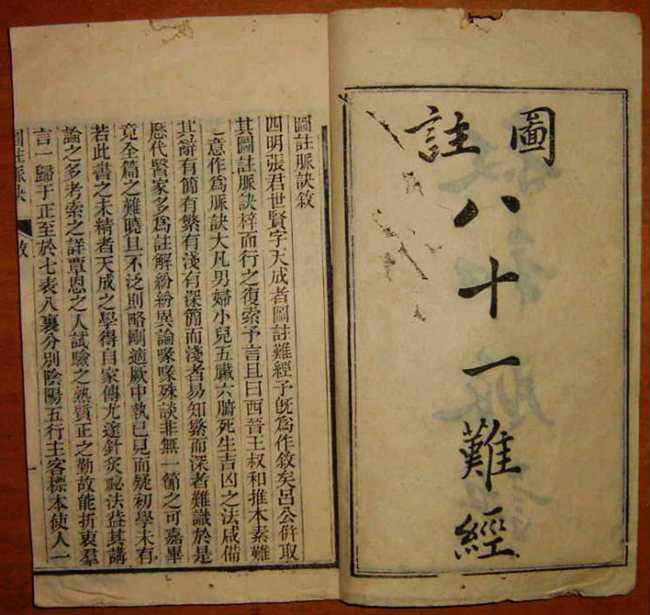 圖註
八十一難經
圖註脈訣敘
四明張君世賢字天成者圖註難經予旣爲作敘矣呂公併取
其圖註脈訣梓而行之復索予言且曰西晉王叔和推本素難
意作爲脈訣大凡男婦小兒五臟六腑死生吉凶之法咸備
其辭有簡有繁有淺有深簡而淺者易知繁而深者難識於是
歷代醫家多爲註解紛紛異論喙喙殊談非無一節之可嘉畢
竟全篇之難曉且不泛則略剛適厥中執己見而疑初學未有
若此書之未精者天成之學得自家傳尤邃針灸祕法益其講
論之多考索之詳覃思之人試驗之熟質正之勤故能折衷羣
言一歸于正至於七表八裏分別陰陽五行主客標本使人一
圖註脈訣 敘 一